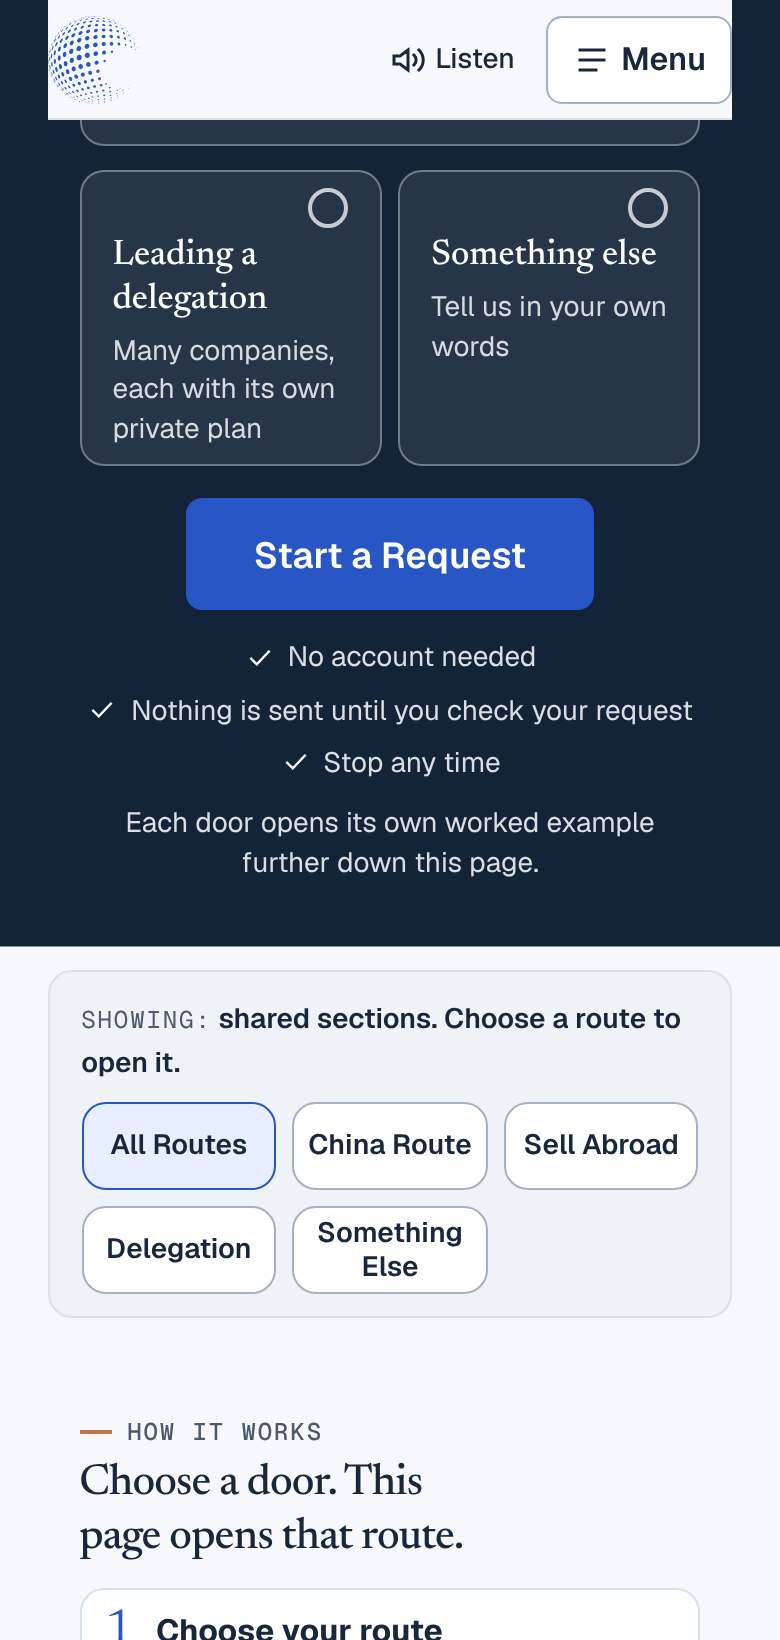 Listen
Menu
Leading a
delegation
Many companies,
each with its own
private plan
Something else
Tell us in your own
words
Start a Request
No account needed
Nothing is sent until you check your request
Stop any time
Each door opens its own worked example
further down this page.
SHOWING: shared sections. Choose a route to
open it.
All Routes
China Route
Sell Abroad
Delegation
Something
Else
HOW IT WORKS
Choose a door. This
page opens that route.
1 Choose your route